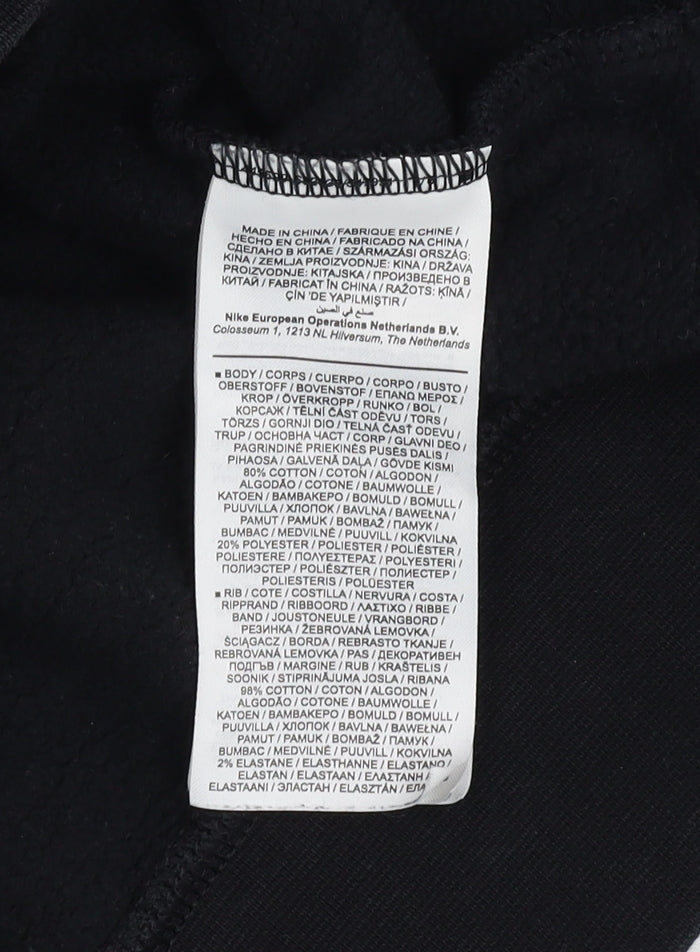 MADE IN CHINA / FABRIQUE EN CHINE /
HECHO EN CHINA / FABRICADO NA CHINA /
СДЕЛАНО В КИТАЕ / SZÁRMAZÁSI ORSZÁG:
KINA / ZEMLJA PROIZVODNJE: KINA / DRŽAVA
PROIZVODNJE: KITAJSKA / ПРОИЗВЕДЕНО В
КИТАЙ / FABRICAT ÎN CHINA / RAŽOTS: ĶĪNĀ /
ÇİN 'DE YAPILMIŞTIR /
صنع في الصين
Nike European Operations Netherlands B.V.
Colosseum 1, 1213 NL Hilversum, The Netherlands
▪ BODY / CORPS / CUERPO / CORPO / BUSTO /
OBERSTOFF / BOVENSTOF / ΕΠΑΝΩ ΜΕΡΟΣ /
KROP / ÖVERKROPP / RUNKO / BOL /
КОРСАЖ / TĚLNÍ ČÁST ODĚVU / TORS /
TÖRZS / GORNJI DIO / TELNÁ ČASŤ ODEVU /
TRUP / ОСНОВНА ЧАСТ / CORP / GLAVNI DEO /
PAGRINDINĖ PRIEKINĖS PUSĖS DALIS /
PIHAOSA / GALVENĀ DAĻA / GÖVDE KISMI
80% COTTON / COTON / ALGODON /
ALGODÃO / COTONE / BAUMWOLLE /
KATOEN / ΒΑΜΒΑΚΕΡΟ / BOMULD / BOMULL /
PUUVILLA / ХЛОПОК / BAVLNA / BAWEŁNA /
PAMUT / PAMUK / BOMBAŽ / ПАМУК /
BUMBAC / MEDVILNĖ / PUUVILL / KOKVILNA
20% POLYESTER / POLIESTER / POLIÉSTER /
POLIESTERE / ΠΟΛΥΕΣΤΕΡΑΣ / POLYESTERI /
ПОЛИЭСТЕР / POLIÉSZTER / ПОЛИЕСТЕР /
POLIESTERIS / POLÜESTER
▪ RIB / COTE / COSTILLA / NERVURA / COSTA /
RIPPRAND / RIBBOORD / ΛΑΣΤΙΧΟ / RIBBE /
BAND / JOUSTONEULE / VRANGBORD /
РЕЗИНКА / ŽEBROVANÁ LEMOVKA /
ŚCIĄGACZ / BORDA / REBRASTO TKANJE /
REBROVANÁ LEMOVKA / PAS / ДЕКОРАТИВЕН
ПОДГЪВ / MARGINE / RUB / KRAŠTELIS /
SOONIK / STIPRINĀJUMA JOSLA / RIBANA
98% COTTON / COTON / ALGODON /
ALGODÃO / COTONE / BAUMWOLLE /
KATOEN / ΒΑΜΒΑΚΕΡΟ / BOMULD / BOMULL /
PUUVILLA / ХЛОПОК / BAVLNA / BAWEŁNA /
PAMUT / PAMUK / BOMBAŽ / ПАМУК /
BUMBAC / MEDVILNĖ / PUUVILL / KOKVILNA
2% ELASTANE / ELASTHANNE / ELASTANO /
ELASTAN / ELASTAAN / ΕΛΑΣΤΑΝΗ /
ELASTAANI / ЭЛАСТАН / ELASZTÁN /